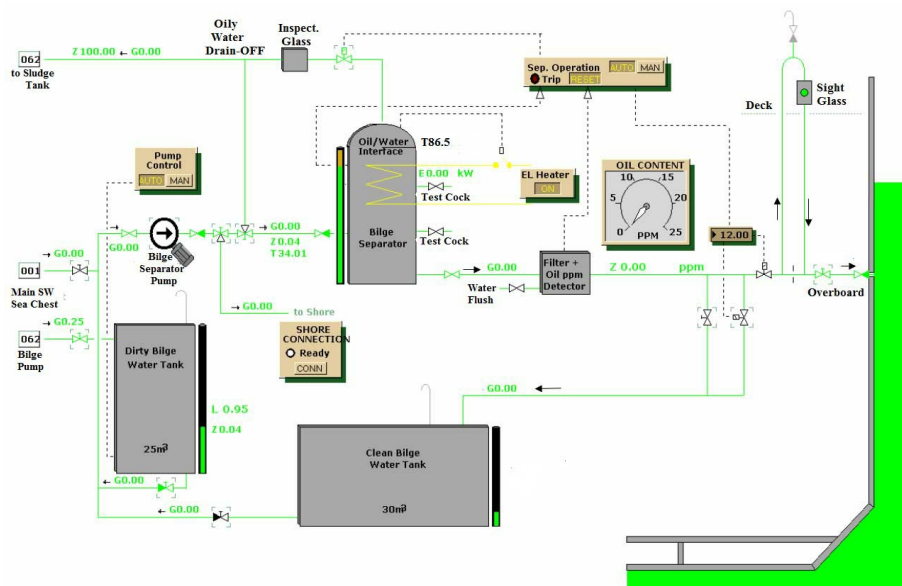 Oily
Water
Drain-OFF
Inspect.
Glass
Z 100.00 ← G0.00
062
to Sludge
Tank
Sep. Operation
AUTO MAN
Trip RESET
Deck
Sight
Glass
Pump
Control
AUTO MAN
Oil/Water
Interface
T86.5
E0.00 kW
Test Cock
EL Heater
ON
OIL CONTENT
0 5 10 15 20 25
PPM
12.00
→ G0.00
G0.00
Bilge
Separator
Pump
→ G0.00
Z 0.04
T34.01
Bilge
Separator
Test Cock
→ G0.00
001
Main SW
Sea Chest
G0.00
Filter +
Oil ppm
Detector
Z 0.00 ppm
Water
Flush
Overboard
→ G0.25
062
Bilge
Pump
→ G0.00
to Shore
SHORE
CONNECTION
Ready
CONN
Dirty Bilge
Water Tank
25m3
L 0.95
Z0.04
G0.00 ←
Clean Bilge
Water Tank
30m3
← G0.00
← G0.00